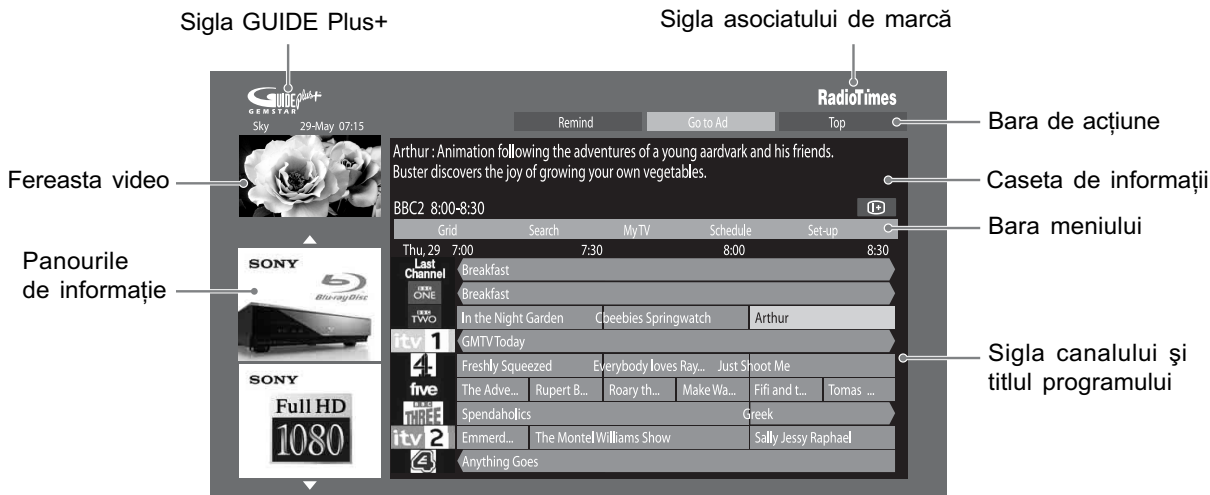 Sigla GUIDE Plus+
Sigla asociatului de marcă
GUIDE plus+
GEMSTAR
RadioTimes
Sky 29-May 07:15
Remind Go to Ad Top
Bara de acțiune
Arthur : Animation following the adventures of a young aardvark and his friends.
Buster discovers the joy of growing your own vegetables.
Fereasta video
Caseta de informații
BBC2 8:00-8:30
Bara meniului
Grid Search My TV Schedule Set-up
Thu, 29 7:00 7:30 8:00 8:30
Panourile
de informație
SONY
Blu-ray Disc
Last
Channel
Breakfast
BBC
ONE
Breakfast
BBC
TWO
In the Night Garden Cbeebies Springwatch Arthur
itv 1 GMTV Today
4 Freshly Squeezed Everybody loves Ray... Just Shoot Me
Sigla canalului şi
titlul programului
five The Adve... Rupert B... Roary th... Make Wa... Fifi and t... Tomas ...
SONY
Full HD
1080
BBC
THREE
Spendaholics Greek
itv 2 Emmerd... The Montel Williams Show Sally Jessy Raphael
4 Anything Goes